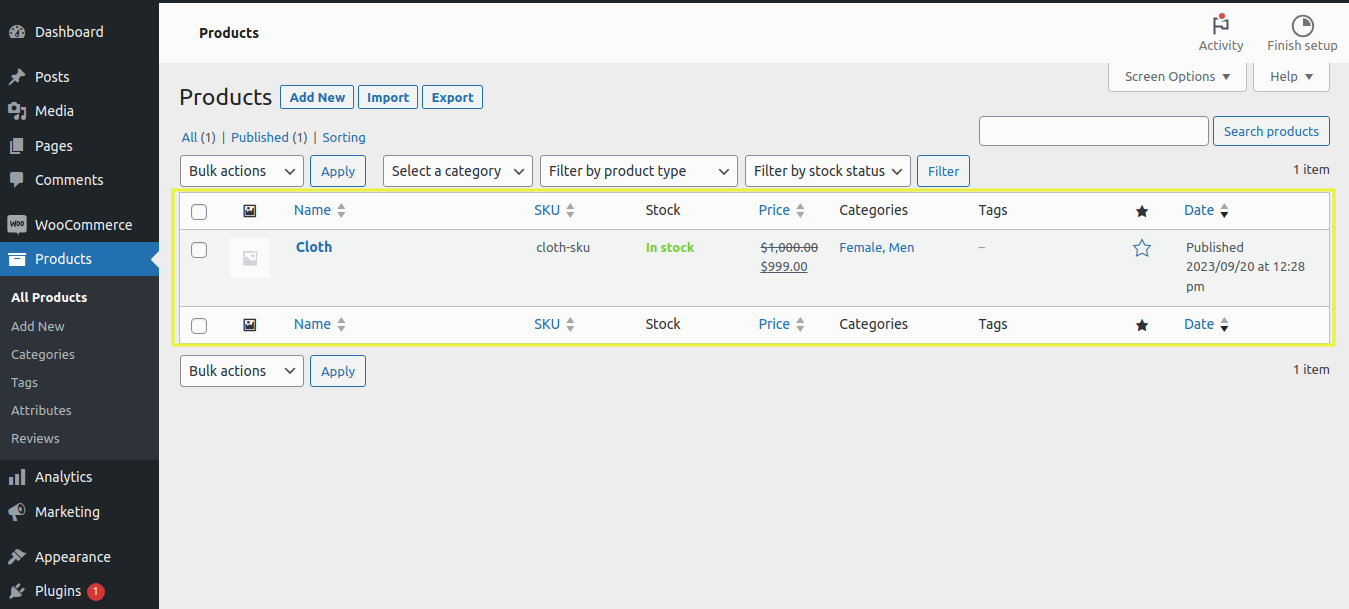 Dashboard
Posts
Media
Pages
Comments
WOO WooCommerce
Products
All Products
Add New
Categories
Tags
Attributes
Reviews
Analytics
Marketing
Appearance
Plugins 1
Products
Activity Finish setup
Screen Options ▼ Help ▼
Products Add New Import Export
All (1) | Published (1) | Sorting
Search products
Bulk actions Apply Select a category Filter by product type Filter by stock status Filter 1 item
Name SKU Stock Price Categories Tags ★ Date
Cloth cloth-sku In stock $1,000.00 Female, Men – Published
$999.00 2023/09/20 at 12:28
pm
Name SKU Stock Price Categories Tags ★ Date
Bulk actions Apply 1 item